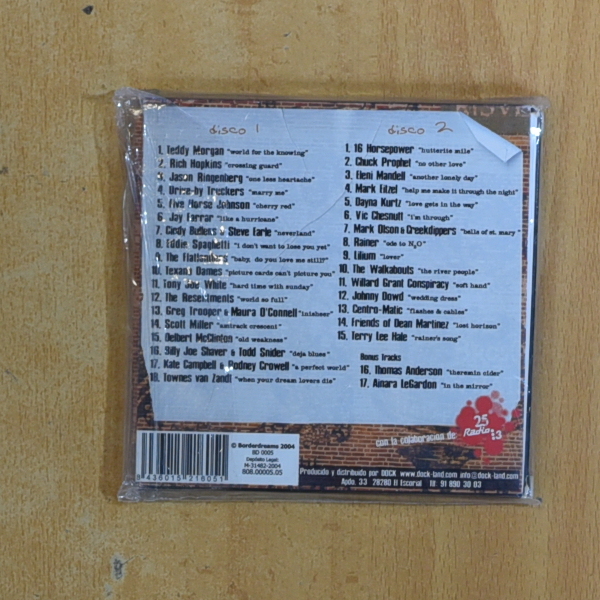 disco 1
1. Teddy Morgan "world for the knowing"
2. Rich Hopkins "crossing guard"
3. Jason Ringenberg "one less heartache"
4. Drive-by Truckers "marry me"
5. Five Horse Johnson "cherry red"
6. Jay Farrar "like a hurricane"
7. Cindy Bullens & Steve Earle "neverland"
8. Eddie Spaghetti "i don't want to lose you yet"
9. The Flatlanders "baby, do you love me still?"
10. Texana Dames "picture cards can't picture you"
11. Tony Joe White "hard time with sunday"
12. The Resentments "world so full"
13. Greg Trooper & Maura O'Connell "inisheer"
14. Scott Miller "amtrack crescent"
15. Delbert McClinton "old weakness"
16. Billy Joe Shaver & Todd Snider "deja blues"
17. Kate Campbell & Rodney Crowell "a perfect world"
18. Townes van Zandt "when your dream lovers die"
disco 2
1. 16 Horsepower "hutterite mile"
2. Chuck Prophet "no other love"
3. Eleni Mandell "another lonely day"
4. Mark Eitzel "help me make it through the night"
5. Dayna Kurtz "love gets in the way"
6. Vic Chesnutt "i'm through"
7. Mark Olson & Creekdippers "bells of st. mary"
8. Rainer "ode to N2O"
9. Lilium "lover"
10. The Walkabouts "the river people"
11. Willard Grant Conspiracy "soft hand"
12. Johnny Dowd "wedding dress"
13. Centro-Matic "flashes & cables"
14. Friends of Dean Martinez "lost horizon"
15. Terry Lee Hale "rainer's song"
Bonus tracks
16. Thomas Anderson "theremin cider"
17. Ainara LeGardon "in the mirror"
con la colaboración de:
25
Radio 3
© Borderdreams 2004
BD 0005
Depósito Legal:
M-31482-2004
808.00005.05
8 436015 218051
Producido y distribuido por DOCK www.dock-land.com info@dock-land.com
Apdo. 33 28280 El Escorial Tlf 91 890 30 03